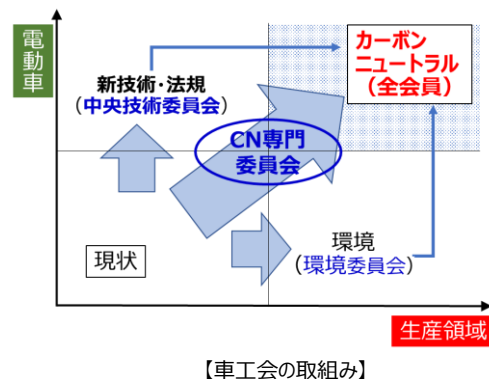 電動車
カーボン
ニュートラル
（全会員）
新技術・法規
（中央技術委員会）
CN専門
委員会
環境
（環境委員会）
現状
生産領域
【車工会の取組み】